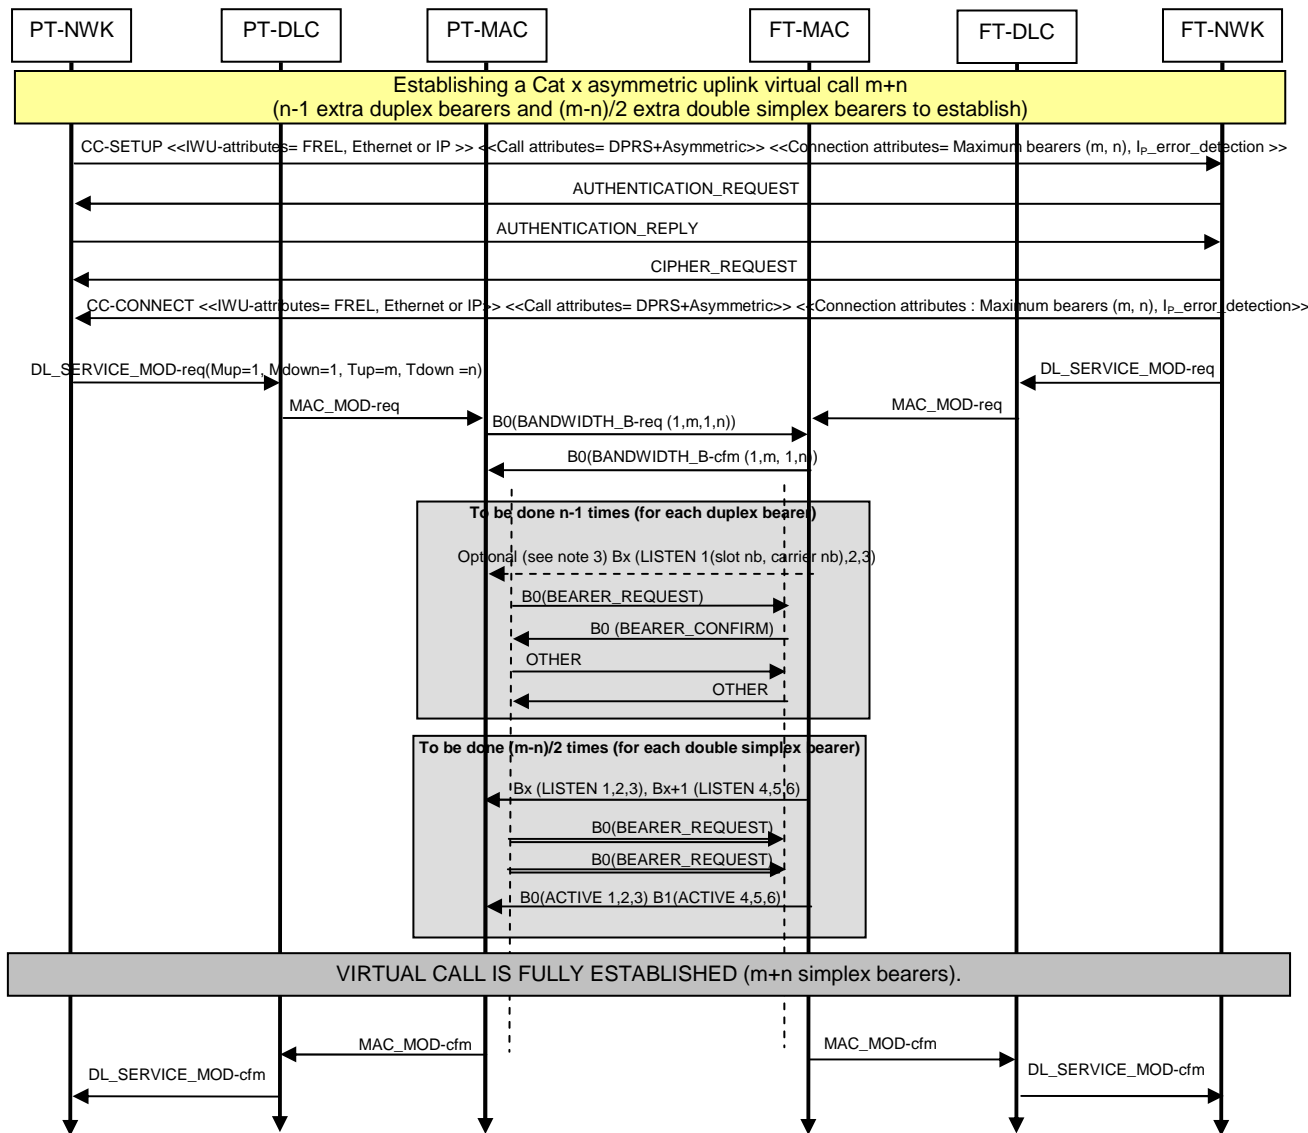 PT-NWK
PT-DLC
PT-MAC
FT-MAC
FT-DLC
FT-NWK
Establishing a Cat x asymmetric uplink virtual call m+n
(n-1 extra duplex bearers and (m-n)/2 extra double simplex bearers to establish)
CC-SETUP <<IWU-attributes= FREL, Ethernet or IP >> <<Call attributes= DPRS+Asymmetric>> <<Connection attributes= Maximum bearers (m, n), IP_error_detection >>
AUTHENTICATION_REQUEST
AUTHENTICATION_REPLY
CIPHER_REQUEST
CC-CONNECT <<IWU-attributes= FREL, Ethernet or IP>> <<Call attributes= DPRS+Asymmetric>> <<Connection attributes : Maximum bearers (m, n), IP_error_detection>>
DL_SERVICE_MOD-req(Mup=1, Mdown=1, Tup=m, Tdown =n)
DL_SERVICE_MOD-req
MAC_MOD-req
MAC_MOD-req
B0(BANDWIDTH_B-req (1,m,1,n))
B0(BANDWIDTH_B-cfm (1,m, 1,n))
To be done n-1 times (for each duplex bearer)
Optional (see note 3) Bx (LISTEN 1(slot nb, carrier nb),2,3)
B0(BEARER_REQUEST)
B0 (BEARER_CONFIRM)
OTHER
OTHER
To be done (m-n)/2 times (for each double simplex bearer)
Bx (LISTEN 1,2,3), Bx+1 (LISTEN 4,5,6)
B0(BEARER_REQUEST)
B0(BEARER_REQUEST)
B0(ACTIVE 1,2,3) B1(ACTIVE 4,5,6)
VIRTUAL CALL IS FULLY ESTABLISHED (m+n simplex bearers).
MAC_MOD-cfm
MAC_MOD-cfm
DL_SERVICE_MOD-cfm
DL_SERVICE_MOD-cfm